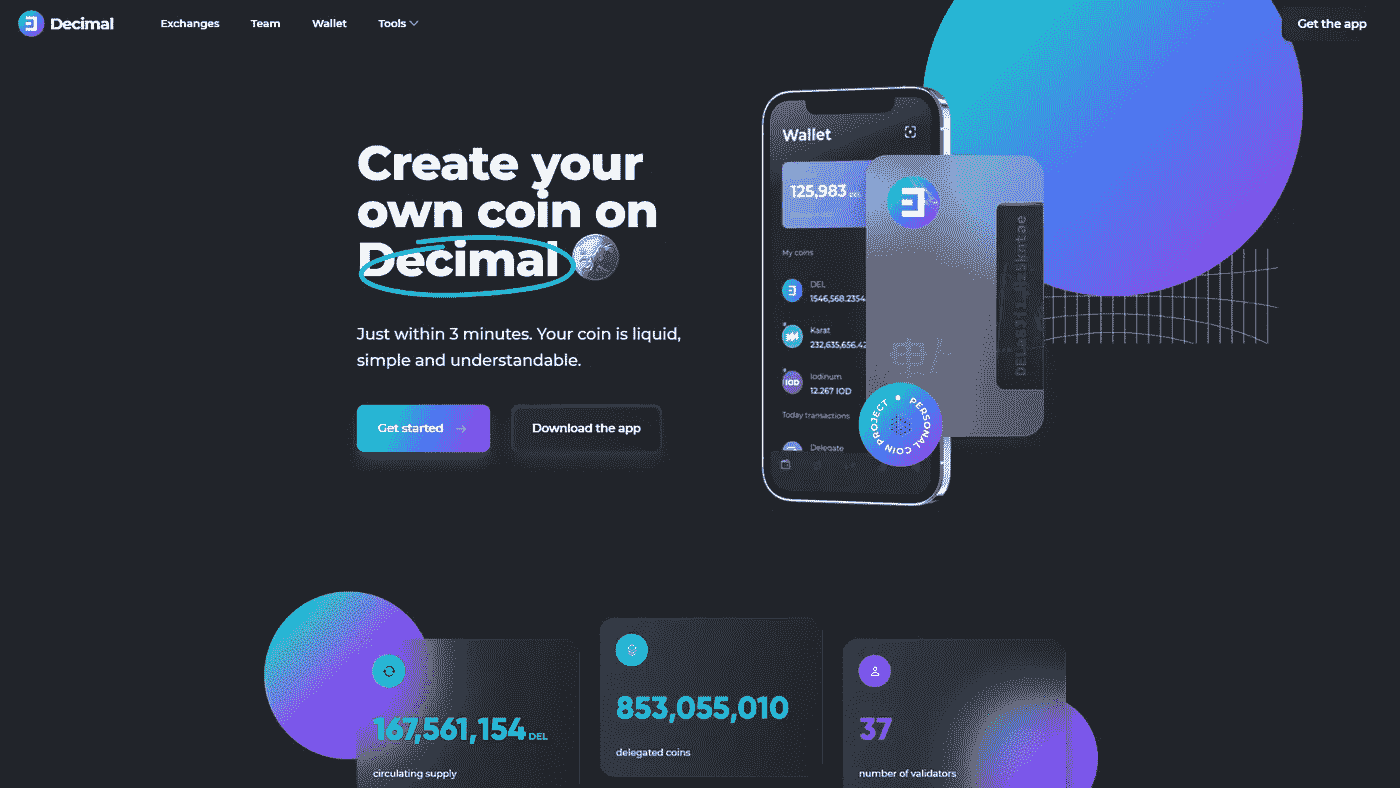 Decimal
Exchanges
Team
Wallet
Tools
Get the app
Create your
own coin on
Decimal
Just within 3 minutes. Your coin is liquid,
simple and understandable.
Get started
Download the app
Wallet
125,983
My coins
DEL
1546,568.2354
Karat
232,635,656.42
IOD
Iodinum
12.267 IOD
Today transactions
Delegate
PERSONAL COIN PROJECT
167,561,154 DEL
circulating supply
853,055,010
delegated coins
37
number of validators